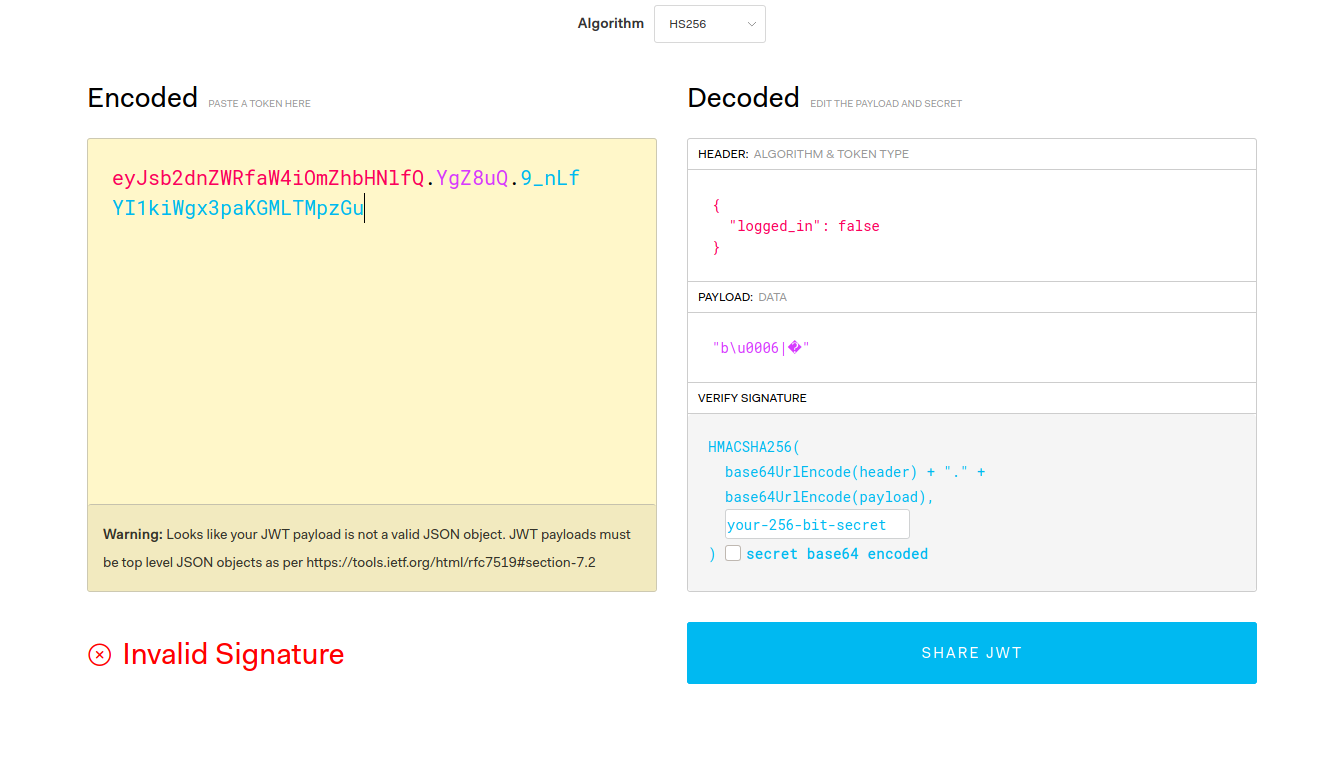 Algorithm HS256
Encoded PASTE A TOKEN HERE
eyJsb2dnZWRfaW4iOmZhbHNlfQ.YgZ8uQ.9_nLf
YI1kiWgx3paKGMLTMpzGu
Warning: Looks like your JWT payload is not a valid JSON object. JWT payloads must
be top level JSON objects as per https://tools.ietf.org/html/rfc7519#section-7.2
Invalid Signature
Decoded EDIT THE PAYLOAD AND SECRET
HEADER: ALGORITHM & TOKEN TYPE
{
"logged_in": false
}
PAYLOAD: DATA
"b\u0006|�"
VERIFY SIGNATURE
HMACSHA256(
base64UrlEncode(header) + "." +
base64UrlEncode(payload),
your-256-bit-secret
) secret base64 encoded
SHARE JWT